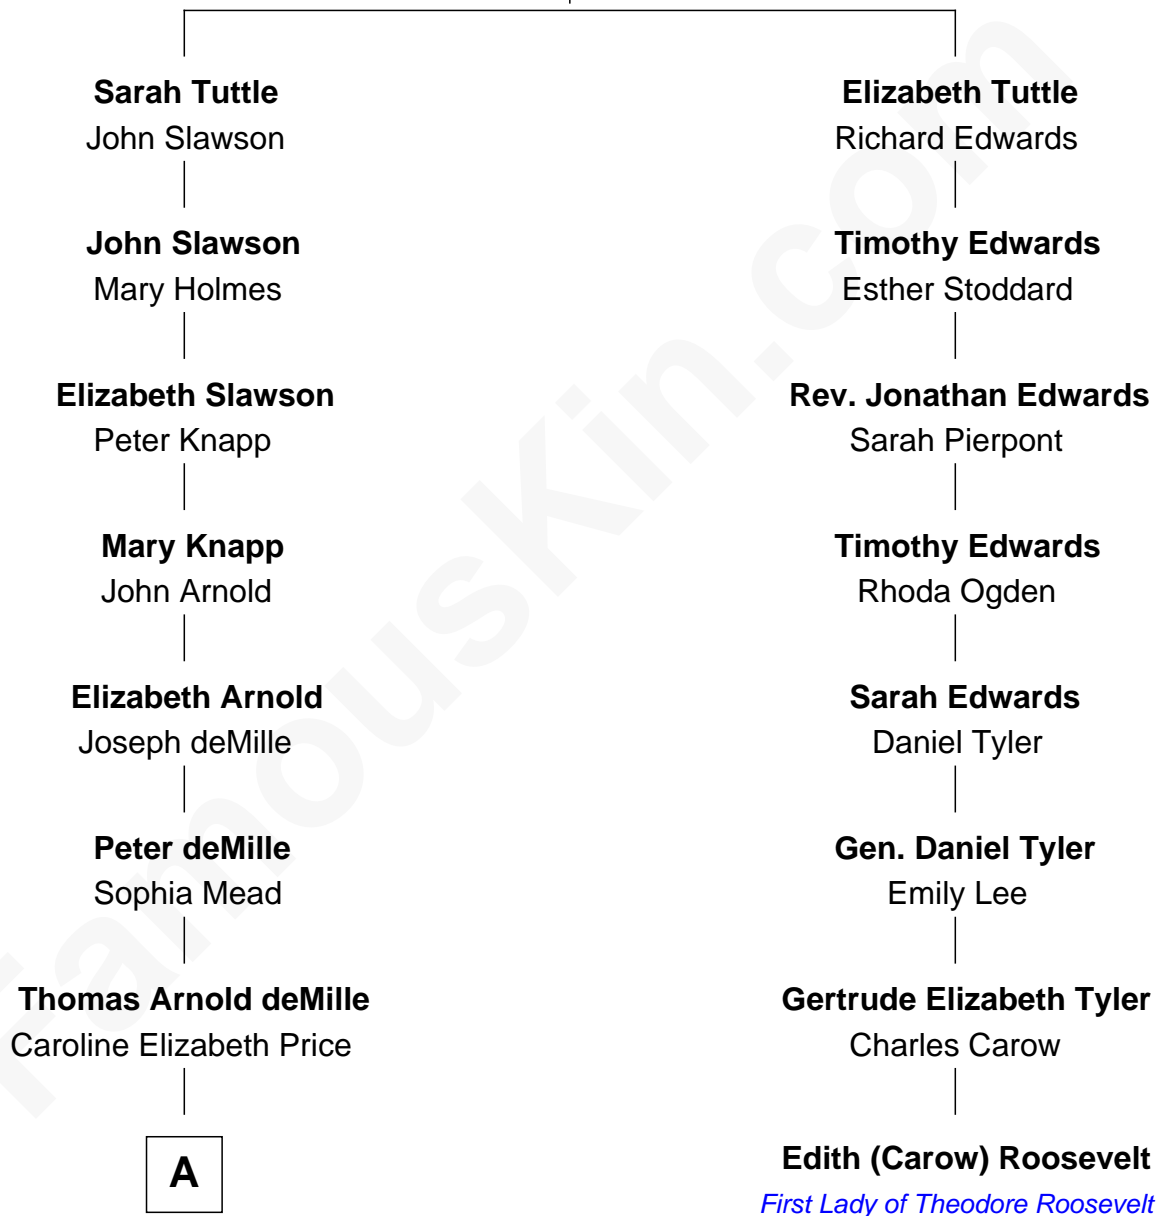 Sarah Tuttle
John Slawson
John Slawson
Mary Holmes
Elizabeth Slawson
Peter Knapp
Mary Knapp
John Arnold
Elizabeth Arnold
Joseph deMille
Peter deMille
Sophia Mead
Thomas Arnold deMille
Caroline Elizabeth Price
A
Elizabeth Tuttle
Richard Edwards
Timothy Edwards
Esther Stoddard
Rev. Jonathan Edwards
Sarah Pierpont
Timothy Edwards
Rhoda Ogden
Sarah Edwards
Daniel Tyler
Gen. Daniel Tyler
Emily Lee
Gertrude Elizabeth Tyler
Charles Carow
Edith (Carow) Roosevelt
First Lady of Theodore Roosevelt
FamousKin.com